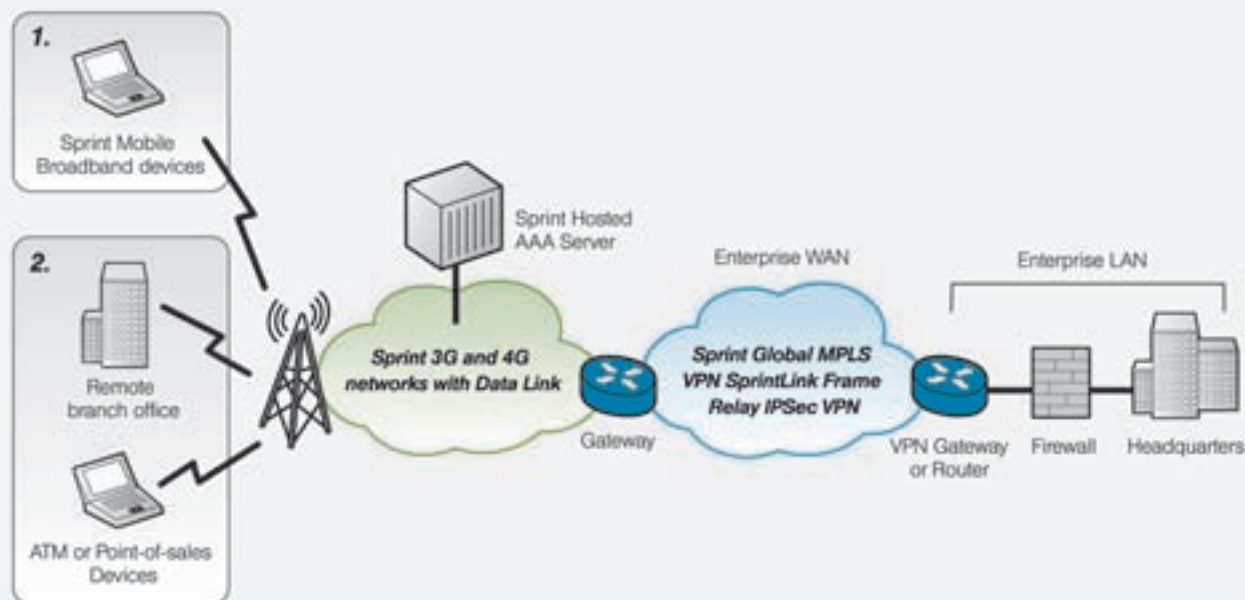 1.
Sprint Mobile
Broadband devices
2.
Remote
branch office
ATM or Point-of-sales
Devices
Sprint Hosted
AAA Server
Sprint 3G and 4G
networks with Data Link
Gateway
Enterprise WAN
Sprint Global MPLS
VPN SprintLink Frame
Relay IPSec VPN
Enterprise LAN
VPN Gateway
or Router
Firewall
Headquarters